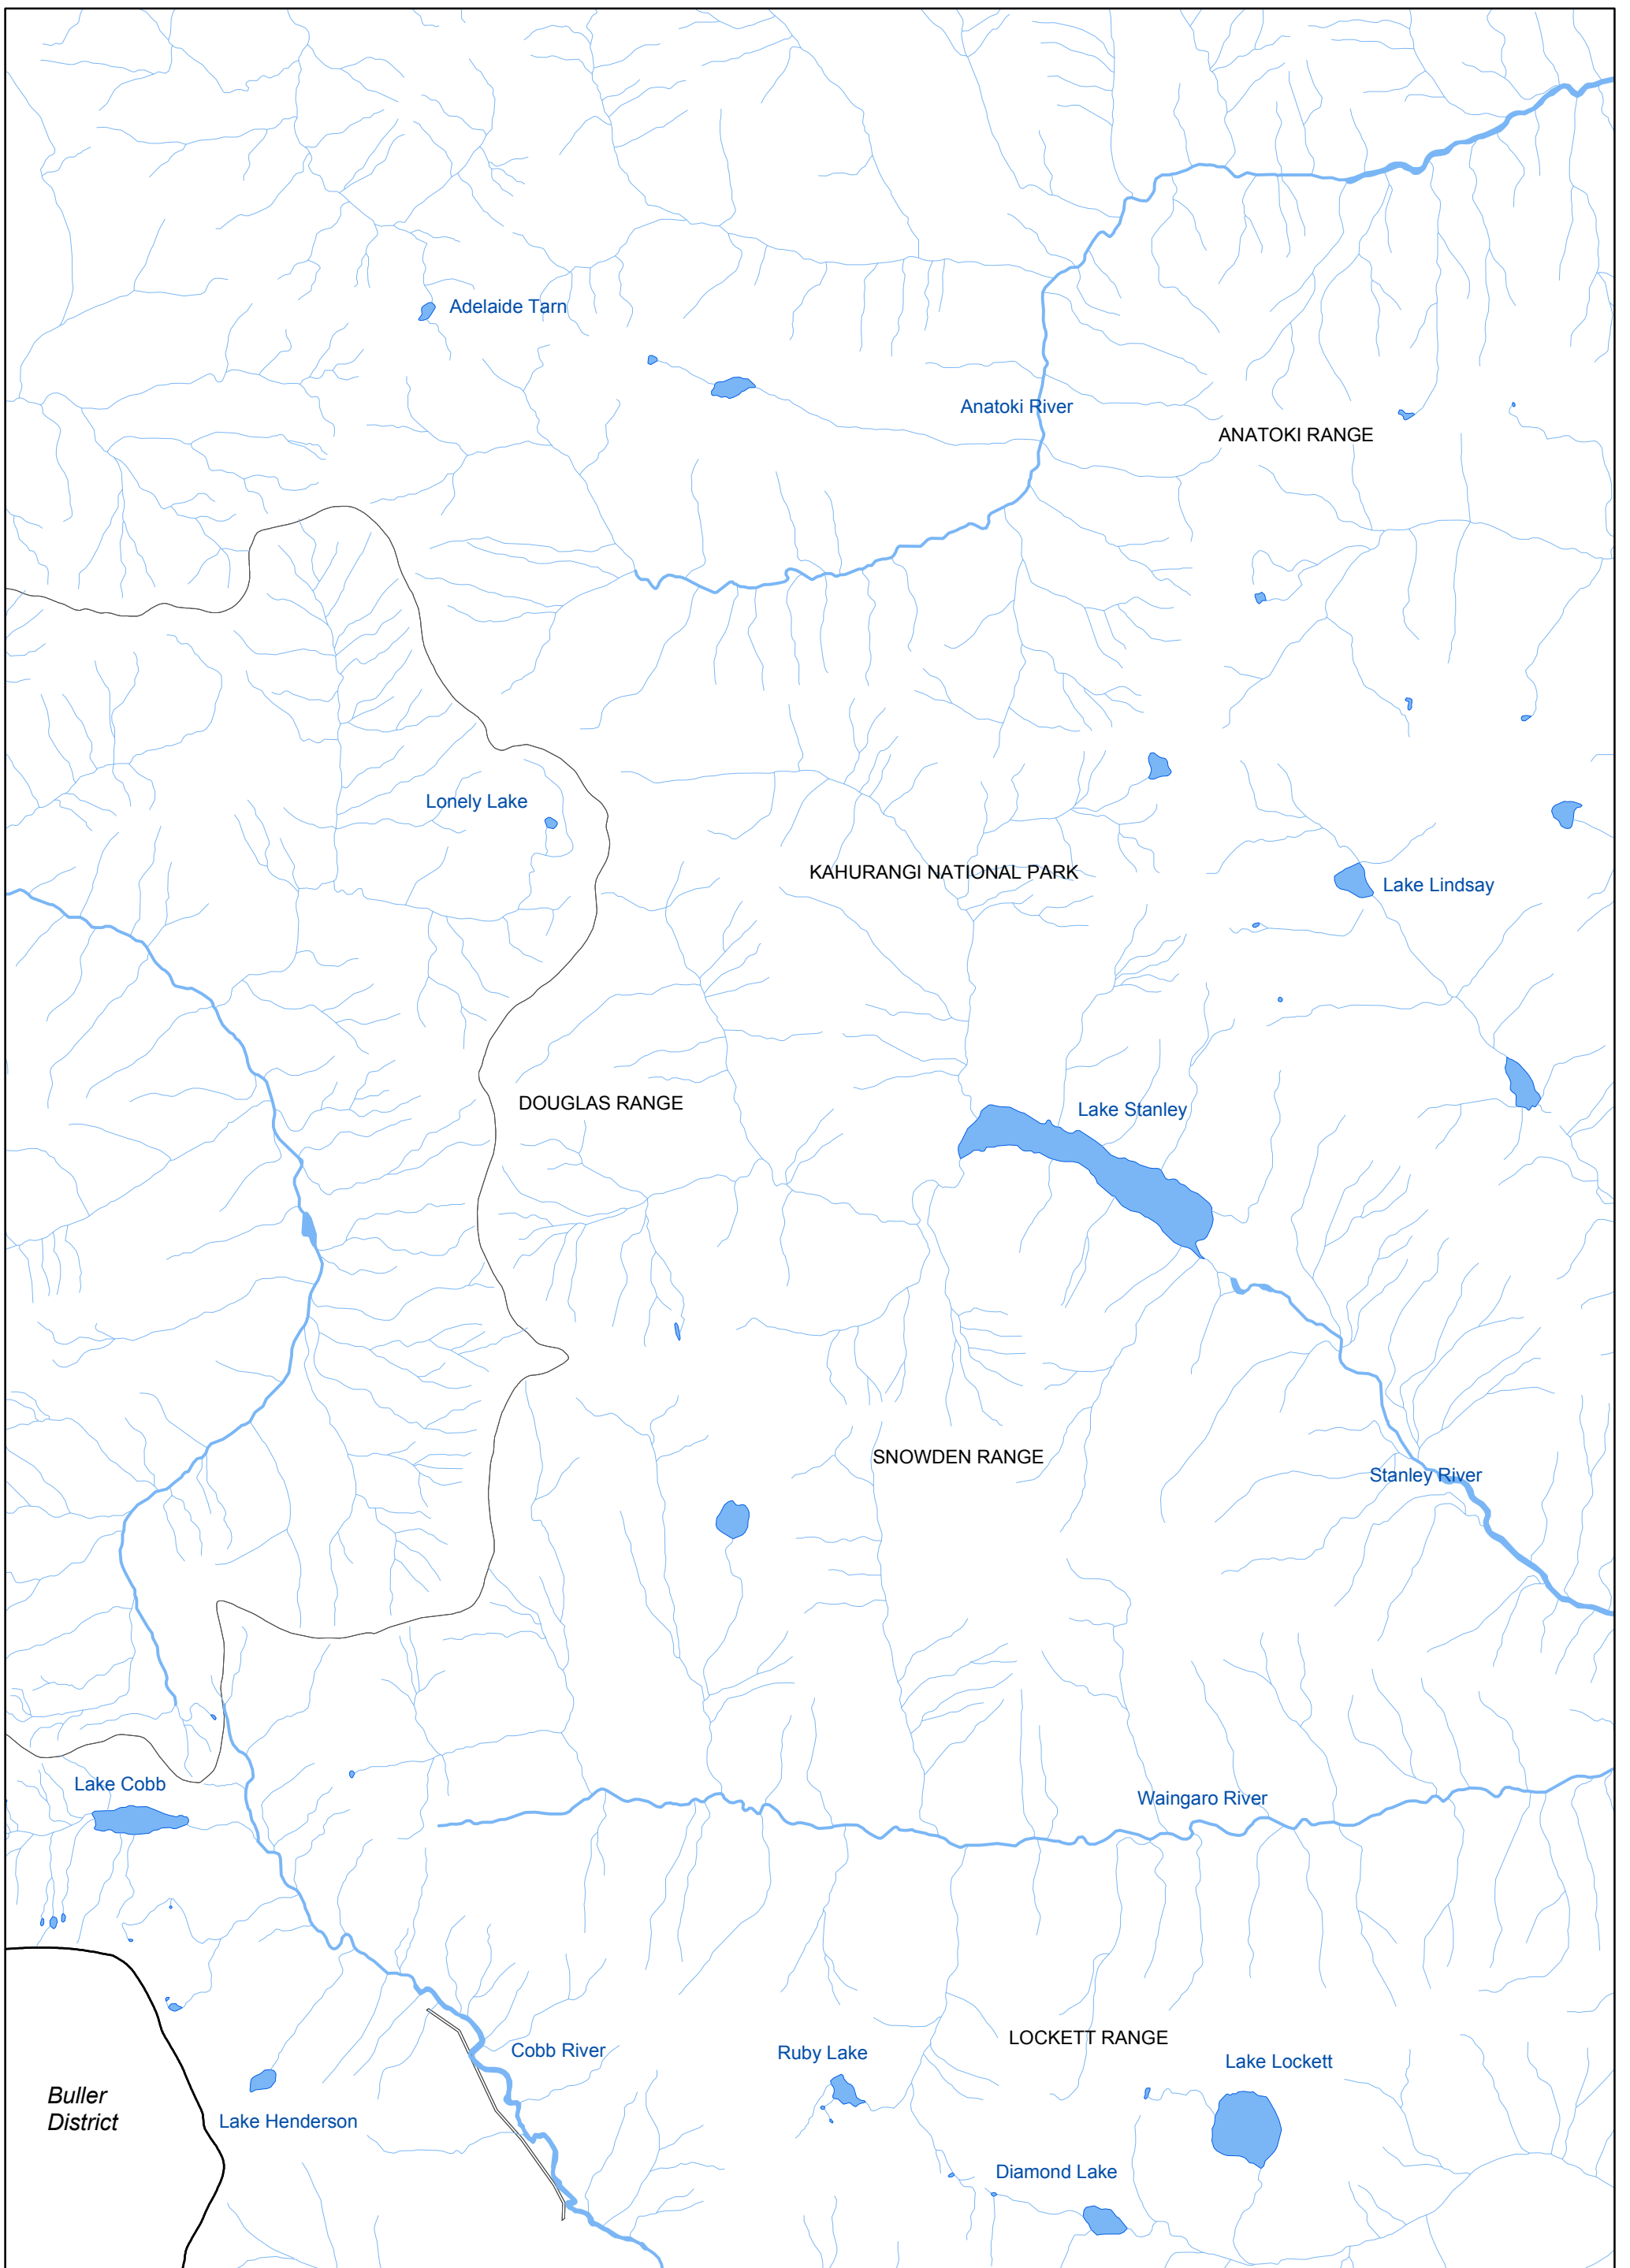 Adelaide Tarn
Anatoki River
ANATOKI RANGE
Lonely Lake
KAHURANGI NATIONAL PARK
Lake Lindsay
DOUGLAS RANGE
Lake Stanley
SNOWDEN RANGE
Stanley River
Lake Cobb
Waingaro River
LOCKETT RANGE
Cobb River
Ruby Lake
Lake Lockett
Buller
District
Lake Henderson
Diamond Lake